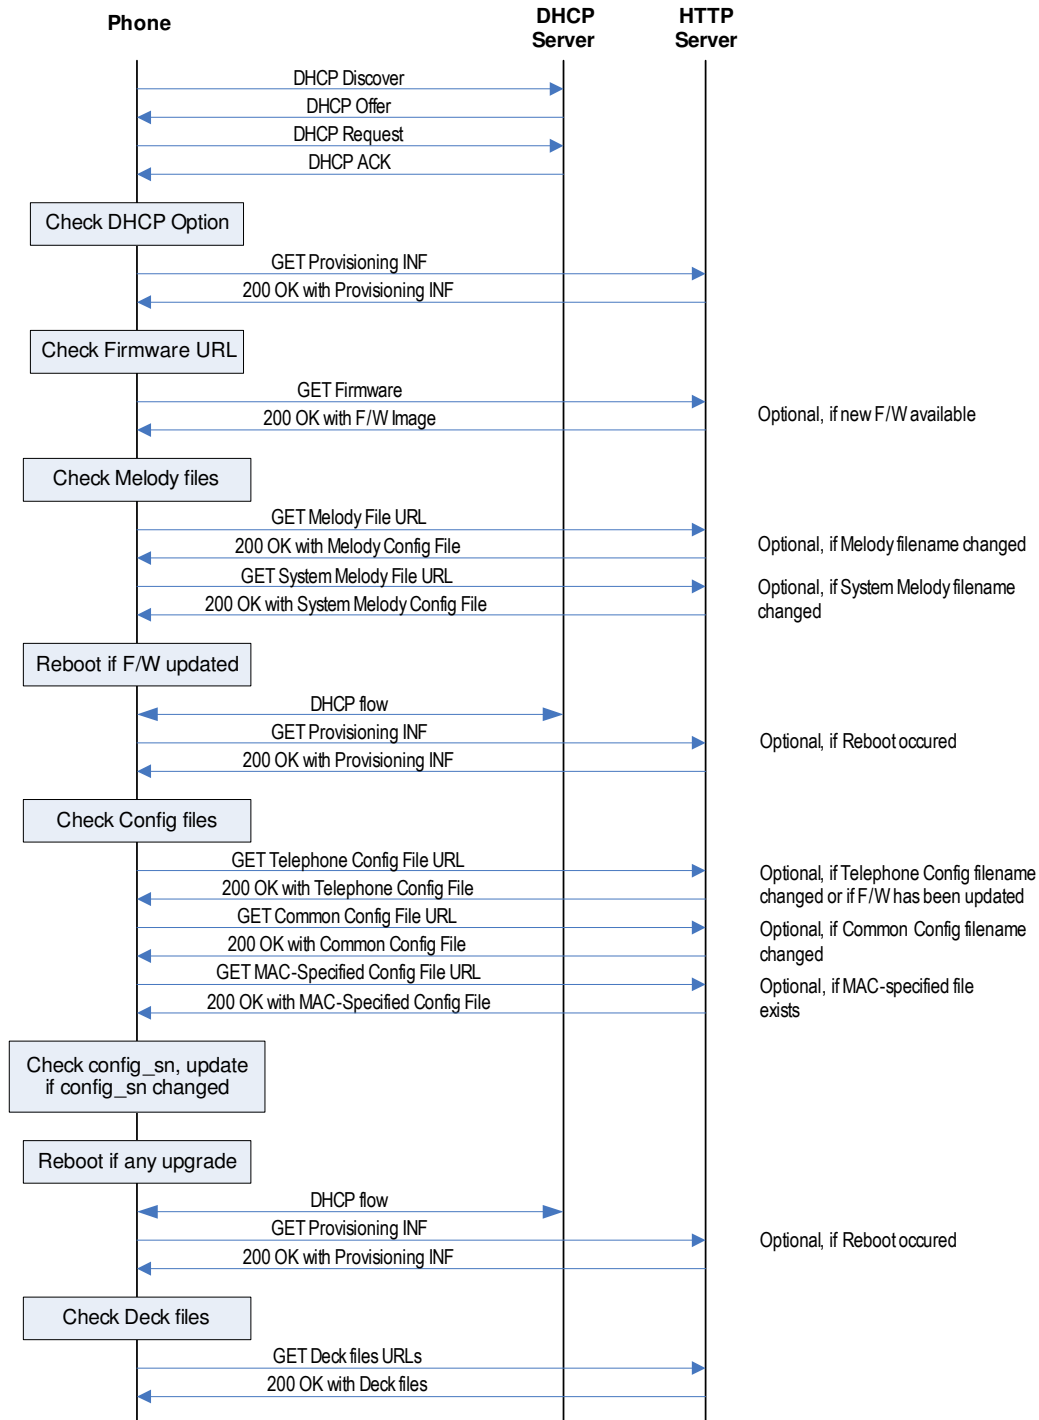 Phone
DHCP
Server
HTTP
Server
DHCP Discover
DHCP Offer
DHCP Request
DHCP ACK
Check DHCP Option
GET Provisioning INF
200 OK with Provisioning INF
Check Firmware URL
GET Firmware
200 OK with F/W Image
Optional, if new F/W available
Check Melody files
GET Melody File URL
200 OK with Melody Config File
Optional, if Melody filename changed
GET System Melody File URL
200 OK with System Melody Config File
Optional, if System Melody filename
changed
Reboot if F/W updated
DHCP flow
GET Provisioning INF
200 OK with Provisioning INF
Optional, if Reboot occured
Check Config files
GET Telephone Config File URL
200 OK with Telephone Config File
Optional, if Telephone Config filename
changed or if F/W has been updated
GET Common Config File URL
200 OK with Common Config File
Optional, if Common Config filename
changed
GET MAC-Specified Config File URL
200 OK with MAC-Specified Config File
Optional, if MAC-specified file
exists
Check config_sn, update
if config_sn changed
Reboot if any upgrade
DHCP flow
GET Provisioning INF
200 OK with Provisioning INF
Optional, if Reboot occured
Check Deck files
GET Deck files URLs
200 OK with Deck files